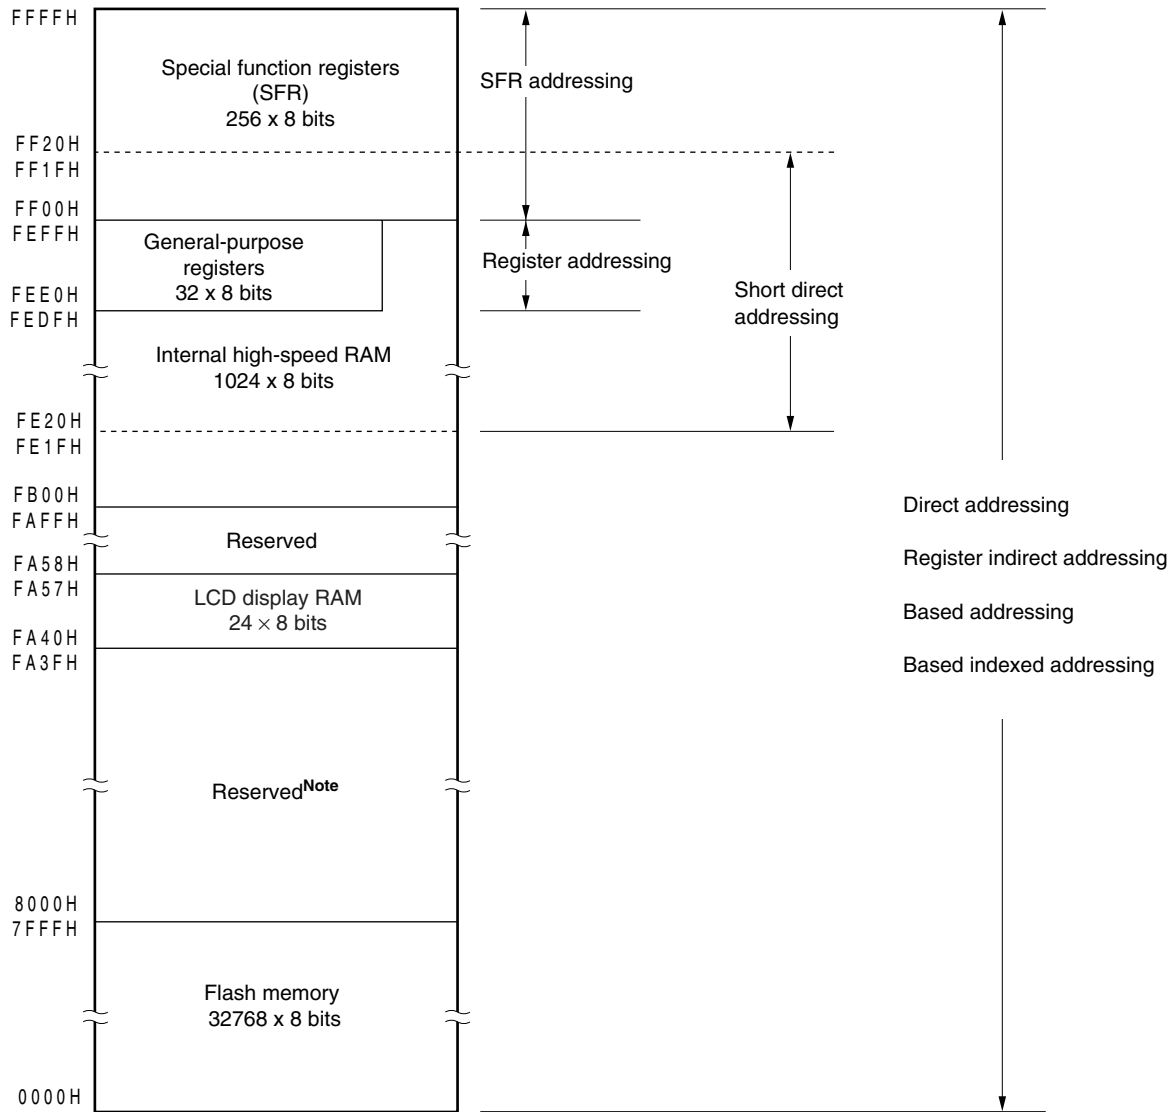 FFFFH
Special function registers
(SFR)
256 x 8 bits
SFR addressing
FF20H
FF1FH
FF00H
FEFFH
General-purpose
registers
32 x 8 bits
Register addressing
Short direct
addressing
FEE0H
FEDFH
Internal high-speed RAM
1024 x 8 bits
FE20H
FE1FH
FB00H
FAFFH
Reserved
FA58H
FA57H
LCD display RAM
24 × 8 bits
FA40H
FA3FH
Direct addressing
Register indirect addressing
Based addressing
Based indexed addressing
ReservedNote
8000H
7FFFH
Flash memory
32768 x 8 bits
0000H